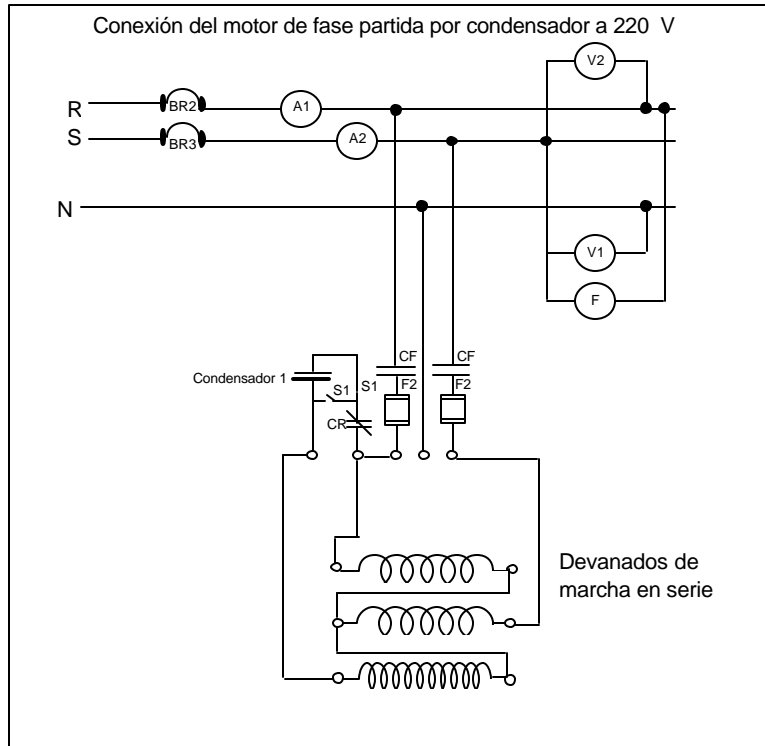 Conexión del motor de fase partida por condensador a 220 V
V2
R
BR2
A1
S
BR3
A2
N
V1
F
CF
CF
Condensador 1
S1
S1
F2
F2
CR
Devanados de
marcha en serie